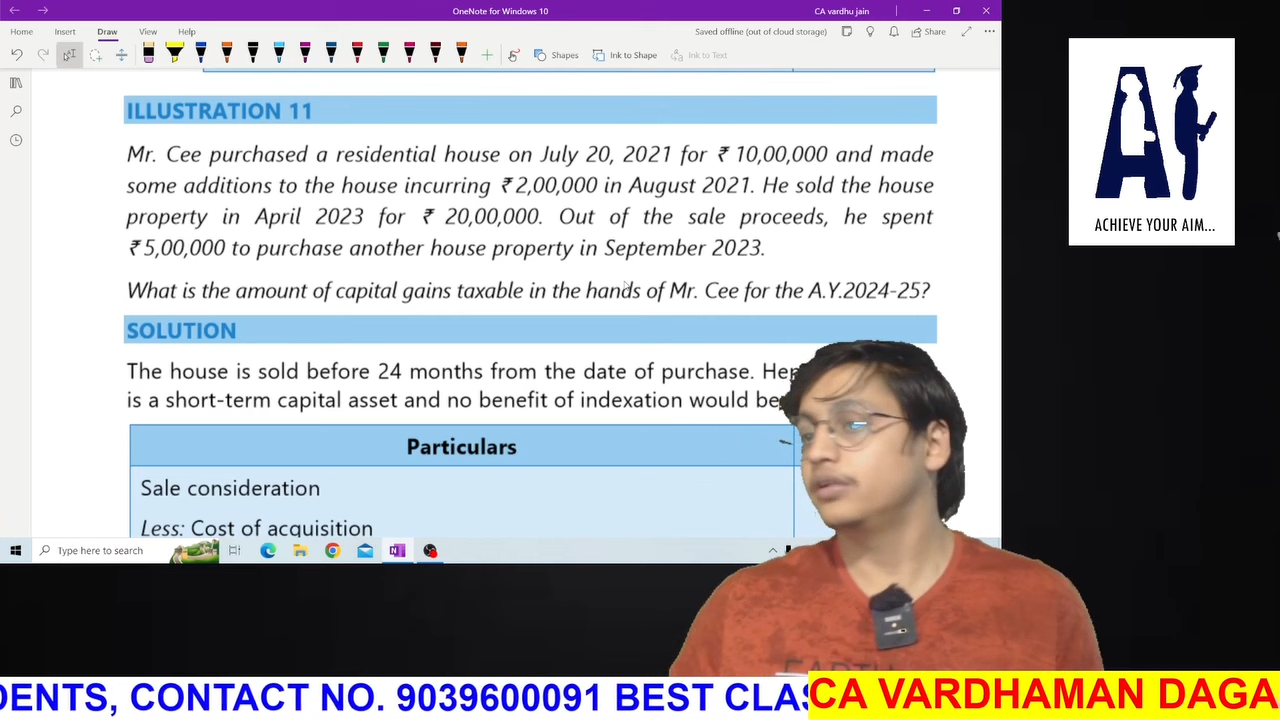 OneNote for Windows 10
CA vardhu jain
Home Insert Draw View Help
Saved offline (out of cloud storage)
Share
Shapes
Ink to Shape
Ink to Text
ILLUSTRATION 11
Mr. Cee purchased a residential house on July 20, 2021 for ₹ 10,00,000 and made
some additions to the house incurring ₹ 2,00,000 in August 2021. He sold the house
property in April 2023 for ₹ 20,00,000. Out of the sale proceeds, he spent
₹ 5,00,000 to purchase another house property in September 2023.
What is the amount of capital gains taxable in the hands of Mr. Cee for the A.Y.2024-25?
SOLUTION
The house is sold before 24 months from the date of purchase.
is a short-term capital asset and no benefit of indexation would be
Particulars
Sale consideration
Less: Cost of acquisition
Type here to search
AI
ACHIEVE YOUR AIM...
EARTH
DENTS, CONTACT NO. 9039600091 BEST CLAS
CA VARDHAMAN DAGA